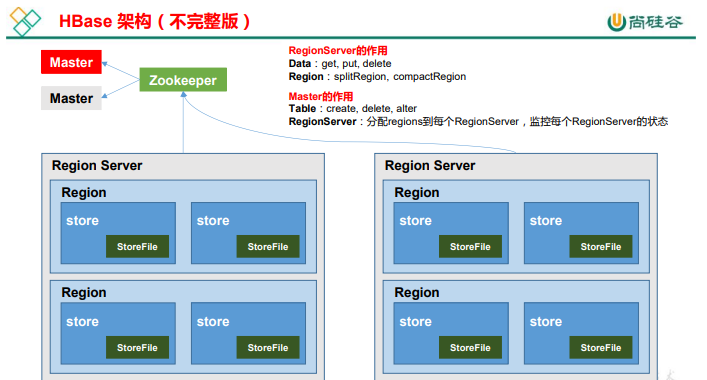 HBase 架构（不完整版）
尚硅谷
Master
Master
Zookeeper
RegionServer的作用
Data：get, put, delete
Region：splitRegion, compactRegion
Master的作用
Table：create, delete, alter
RegionServer：分配regions到每个RegionServer，监控每个RegionServer的状态
Region Server
Region
store
StoreFile
store
StoreFile
Region
store
StoreFile
store
StoreFile
Region Server
Region
store
StoreFile
store
StoreFile
Region
store
StoreFile
store
StoreFile